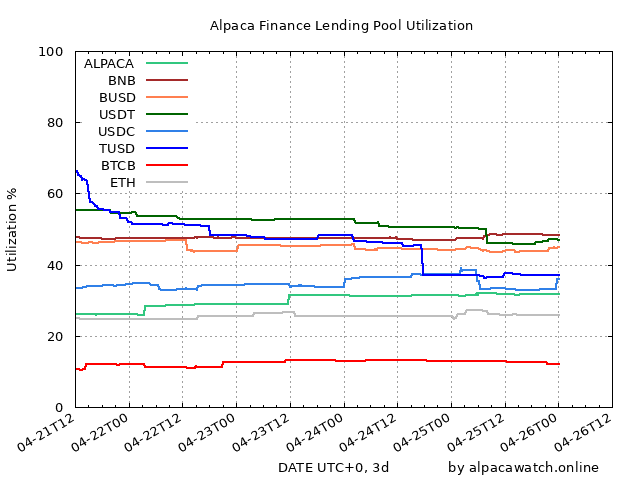 Alpaca Finance Lending Pool Utilization
100
80
60
40
20
0
Utilization %
ALPACA
BNB
BUSD
USDT
USDC
TUSD
BTCB
ETH
04-21T12
04-22T00
04-22T12
04-23T00
04-23T12
04-24T00
04-24T12
04-25T00
04-25T12
04-26T00
04-26T12
DATE UTC+0, 3d
by alpacawatch.online